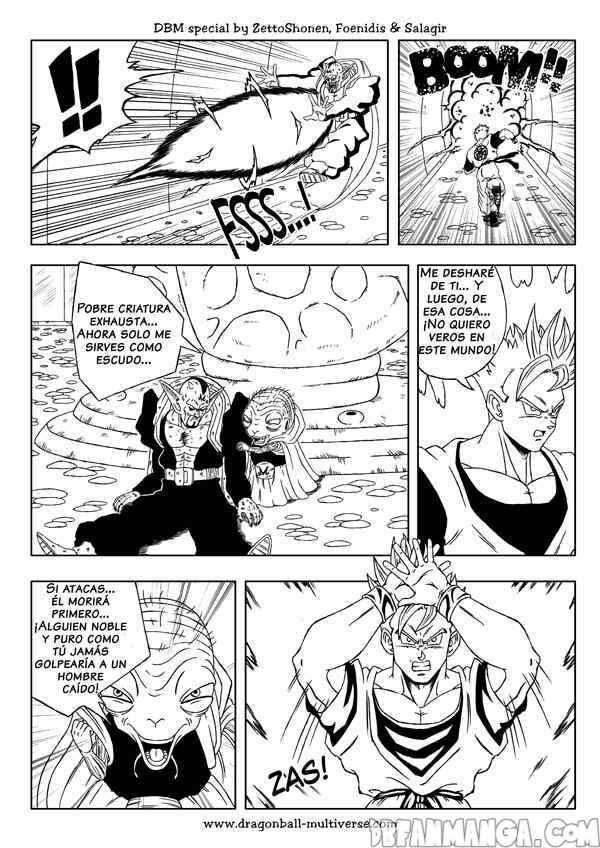 DBM special by ZettoShonen, Foenidis & Salagir
!!
FSSS...!
BOOM!!
Pobre criatura
exhausta...
Ahora solo me
sirves como
escudo...
Me desharé
de ti... Y
luego, de
esa cosa...
¡No quiero
veros en
este mundo!
Si atacas...
él morirá
primero...
¡Alguien noble
y puro como
tú jamás
golpearía a un
hombre
caído!
ZAS!
www.dragonball-multiverse.com
DBFANMANGA.COM